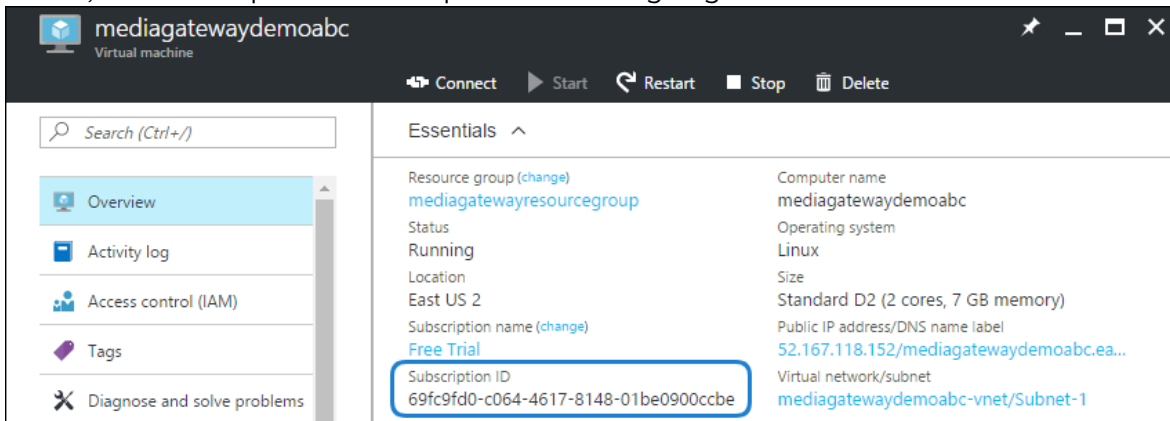 mediagatewaydemoabc
Virtual machine
Connect Start Restart Stop Delete
Search (Ctrl+/)
Overview
Activity log
Access control (IAM)
Tags
Diagnose and solve problems
Essentials
Resource group (change)
mediagatewayresourcegroup
Status
Running
Location
East US 2
Subscription name (change)
Free Trial
Subscription ID
69fc9fd0-c064-4617-8148-01be0900ccbe
Computer name
mediagatewaydemoabc
Operating system
Linux
Size
Standard D2 (2 cores, 7 GB memory)
Public IP address/DNS name label
52.167.118.152/mediagatewaydemoabc.ea...
Virtual network/subnet
mediagatewaydemoabc-vnet/Subnet-1